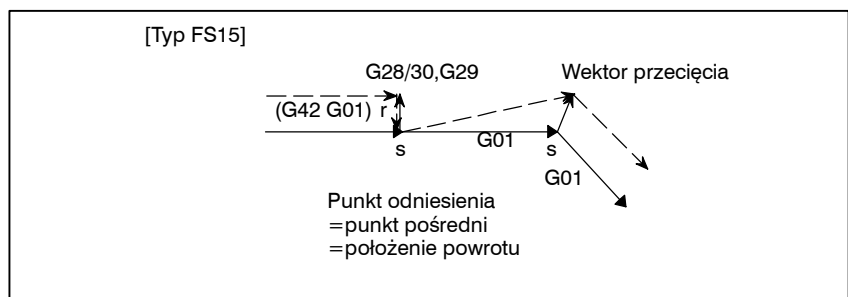 [Typ FS15]
G28/30,G29
Wektor przecięcia
(G42 G01)
r
G01
s
s
G01
Punkt odniesienia
=punkt pośredni
=położenie powrotu